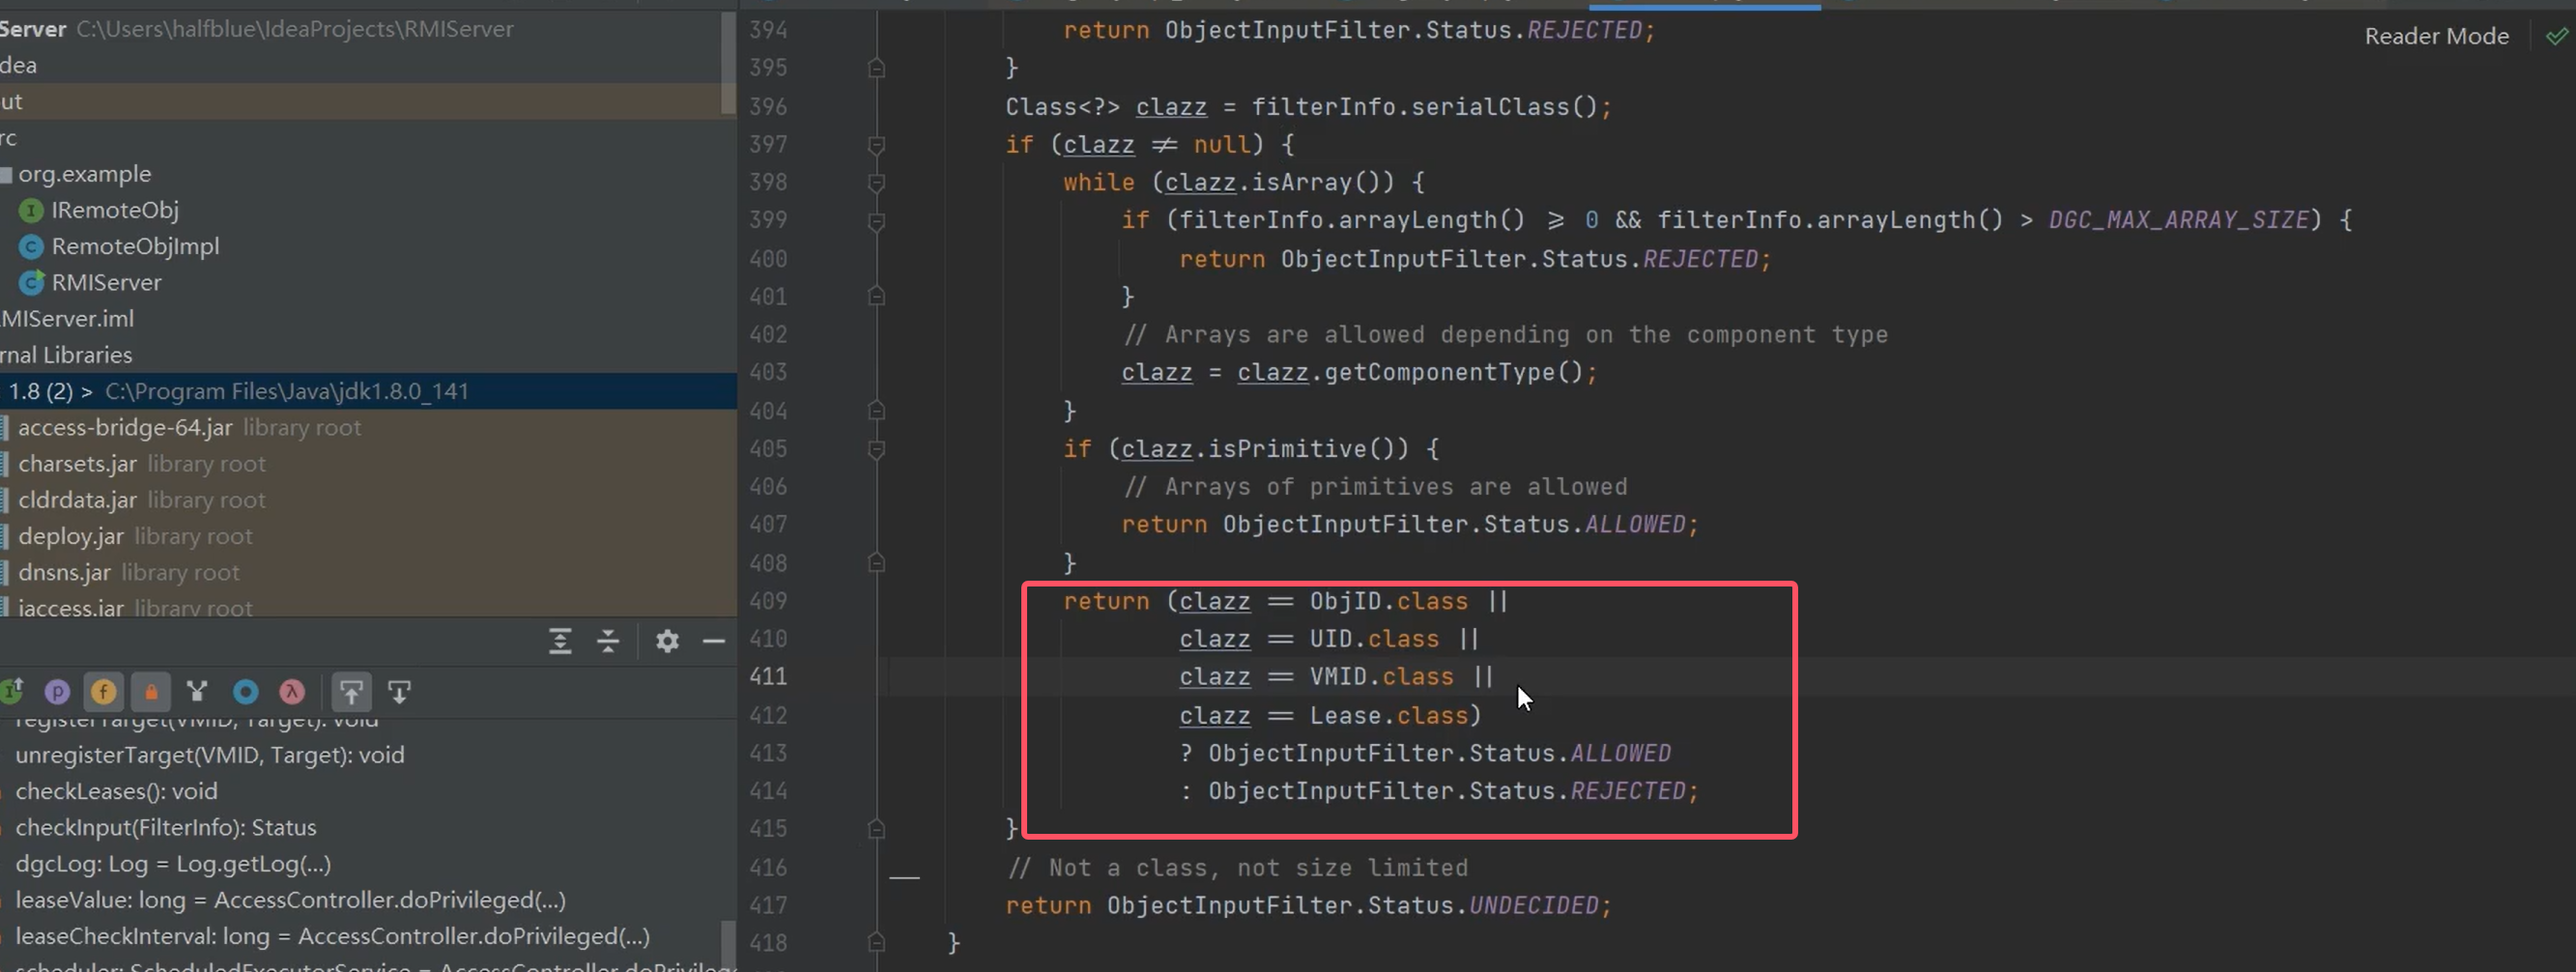 Server C:\Users\halfblue\IdeaProjects\RMIServer
dea
ut
rc
org.example
IRemoteObj
RemoteObjImpl
RMIServer
MIServer.iml
rnal Libraries
1.8 (2) > C:\Program Files\Java\jdk1.8.0_141
access-bridge-64.jar library root
charsets.jar library root
cldrdata.jar library root
deploy.jar library root
dnsns.jar library root
jaccess.jar library root
registerTarget(VMID, Target): void
unregisterTarget(VMID, Target): void
checkLeases(): void
checkInput(FilterInfo): Status
dgcLog: Log = Log.getLog(...)
leaseValue: long = AccessController.doPrivileged(...)
leaseCheckInterval: long = AccessController.doPrivileged(...)
scheduler: ScheduledExecutorService = AccessController.doPrivilege
Reader Mode
394 return ObjectInputFilter.Status.REJECTED;
395 }
396 Class<?> clazz = filterInfo.serialClass();
397 if (clazz != null) {
398 while (clazz.isArray()) {
399 if (filterInfo.arrayLength() >= 0 && filterInfo.arrayLength() > DGC_MAX_ARRAY_SIZE) {
400 return ObjectInputFilter.Status.REJECTED;
401 }
402 // Arrays are allowed depending on the component type
403 clazz = clazz.getComponentType();
404 }
405 if (clazz.isPrimitive()) {
406 // Arrays of primitives are allowed
407 return ObjectInputFilter.Status.ALLOWED;
408 }
409 return (clazz == ObjID.class ||
410 clazz == UID.class ||
411 clazz == VMID.class ||
412 clazz == Lease.class)
413 ? ObjectInputFilter.Status.ALLOWED
414 : ObjectInputFilter.Status.REJECTED;
415 }
416 // Not a class, not size limited
417 return ObjectInputFilter.Status.UNDECIDED;
418 }